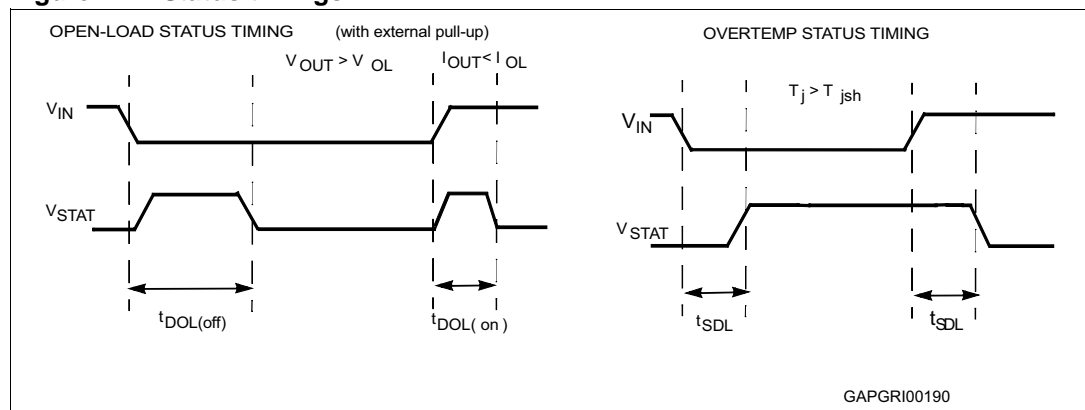 OPEN-LOAD STATUS TIMING (with external pull-up)
V OUT > V OL
I OUT < I OL
V IN
V STAT
t DOL(off)
t DOL( on )
OVERTEMP STATUS TIMING
T j > T jsh
V IN
V STAT
t SDL
t SDL
GAPGRI00190